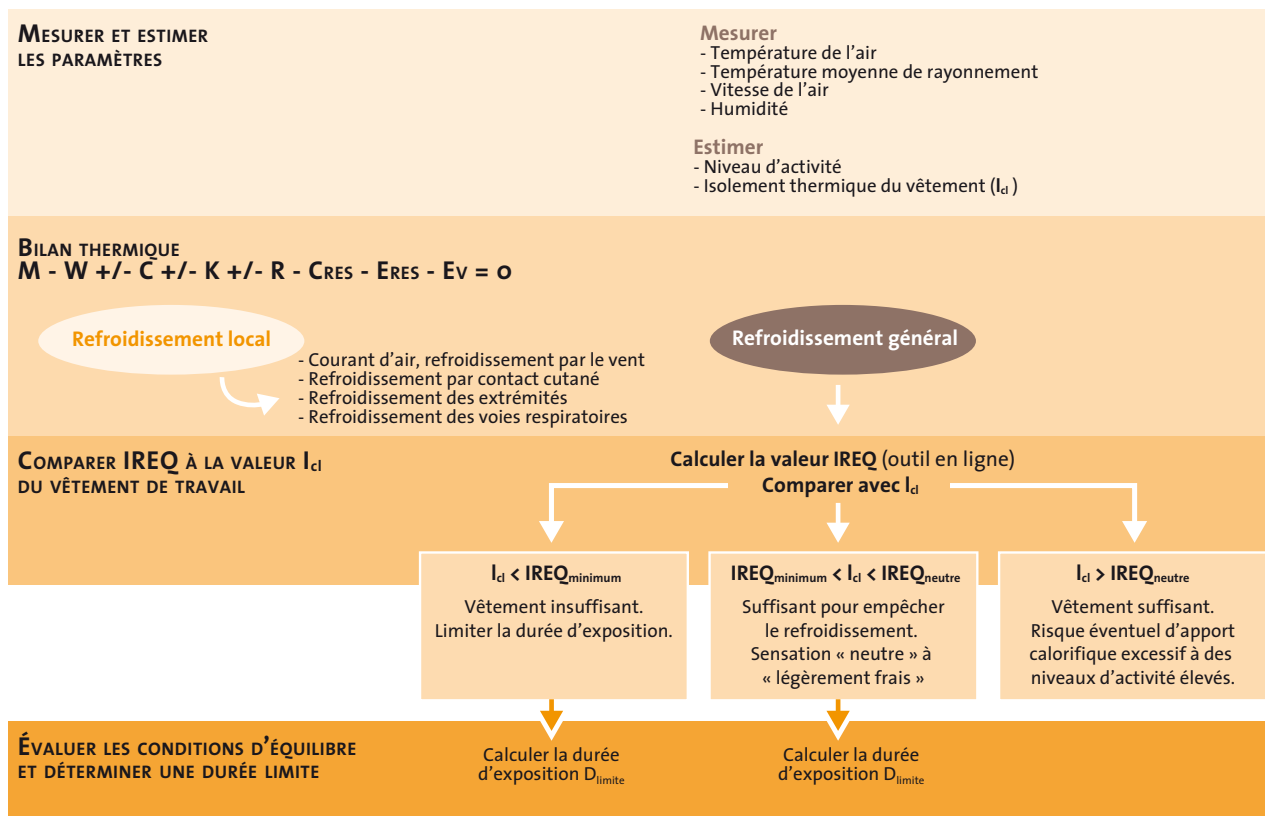 MESURER ET ESTIMER
LES PARAMÈTRES
Mesurer
- Température de l'air
- Température moyenne de rayonnement
- Vitesse de l'air
- Humidité
Estimer
- Niveau d'activité
- Isolement thermique du vêtement (Icl )
BILAN THERMIQUE
M - W +/- C +/- K +/- R - CRES - ERES - EV = 0
Refroidissement local
- Courant d'air, refroidissement par le vent
- Refroidissement par contact cutané
- Refroidissement des extrémités
- Refroidissement des voies respiratoires
Refroidissement général
COMPARER IREQ À LA VALEUR Icl
DU VÊTEMENT DE TRAVAIL
Calculer la valeur IREQ (outil en ligne)
Comparer avec Icl
Icl < IREQminimum
Vêtement insuffisant.
Limiter la durée d'exposition.
IREQminimum < Icl < IREQneutre
Suffisant pour empêcher
le refroidissement.
Sensation « neutre » à
« légèrement frais »
Icl > IREQneutre
Vêtement suffisant.
Risque éventuel d'apport
calorifique excessif à des
niveaux d'activité élevés.
ÉVALUER LES CONDITIONS D'ÉQUILIBRE
ET DÉTERMINER UNE DURÉE LIMITE
Calculer la durée
d'exposition Dlimite
Calculer la durée
d'exposition Dlimite